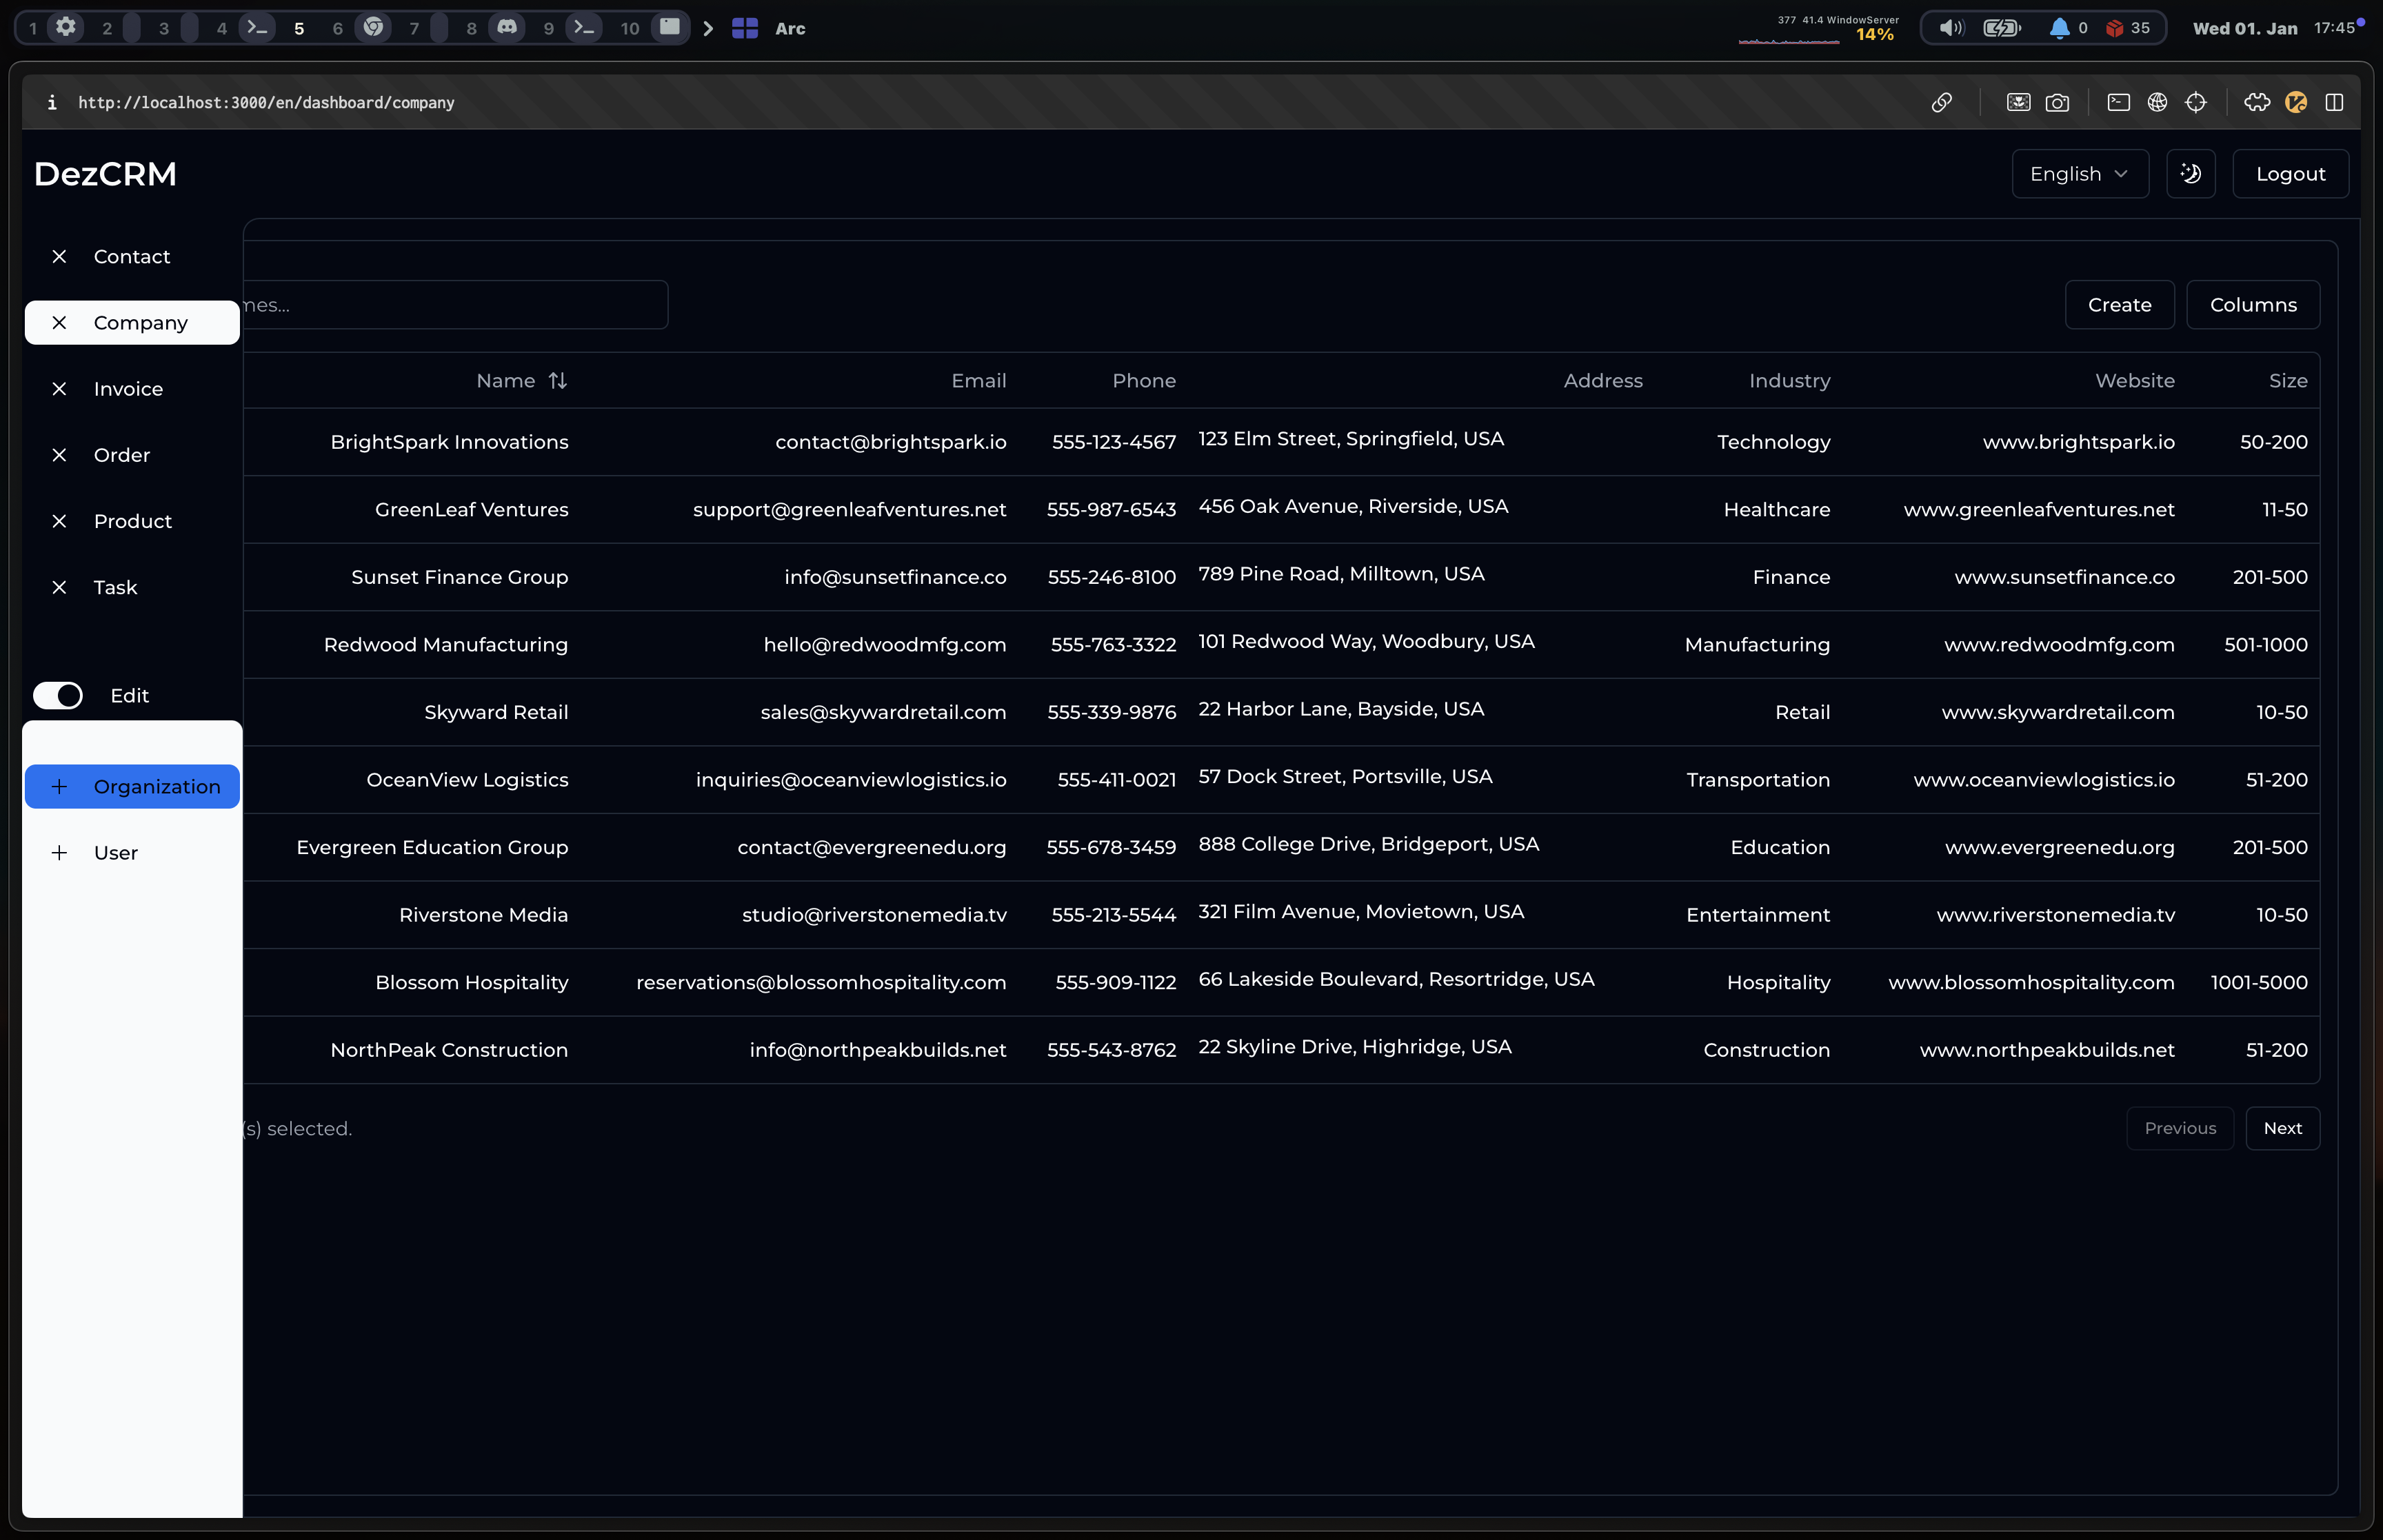 1 2 3 4 5 6 7 8 9 10 Arc 377 41.4 WindowServer 14% 0 35 Wed 01. Jan 17:45
http://localhost:3000/en/dashboard/company
DezCRM English Logout
Contact
Company
Invoice
Order
Product
Task
Edit
Organization
User
mes... Create Columns
Name Email Phone Address Industry Website Size
BrightSpark Innovations contact@brightspark.io 555-123-4567 123 Elm Street, Springfield, USA Technology www.brightspark.io 50-200
GreenLeaf Ventures support@greenleafventures.net 555-987-6543 456 Oak Avenue, Riverside, USA Healthcare www.greenleafventures.net 11-50
Sunset Finance Group info@sunsetfinance.co 555-246-8100 789 Pine Road, Milltown, USA Finance www.sunsetfinance.co 201-500
Redwood Manufacturing hello@redwoodmfg.com 555-763-3322 101 Redwood Way, Woodbury, USA Manufacturing www.redwoodmfg.com 501-1000
Skyward Retail sales@skywardretail.com 555-339-9876 22 Harbor Lane, Bayside, USA Retail www.skywardretail.com 10-50
OceanView Logistics inquiries@oceanviewlogistics.io 555-411-0021 57 Dock Street, Portsville, USA Transportation www.oceanviewlogistics.io 51-200
Evergreen Education Group contact@evergreenedu.org 555-678-3459 888 College Drive, Bridgeport, USA Education www.evergreenedu.org 201-500
Riverstone Media studio@riverstonemedia.tv 555-213-5544 321 Film Avenue, Movietown, USA Entertainment www.riverstonemedia.tv 10-50
Blossom Hospitality reservations@blossomhospitality.com 555-909-1122 66 Lakeside Boulevard, Resortridge, USA Hospitality www.blossomhospitality.com 1001-5000
NorthPeak Construction info@northpeakbuilds.net 555-543-8762 22 Skyline Drive, Highridge, USA Construction www.northpeakbuilds.net 51-200
(s) selected. Previous Next